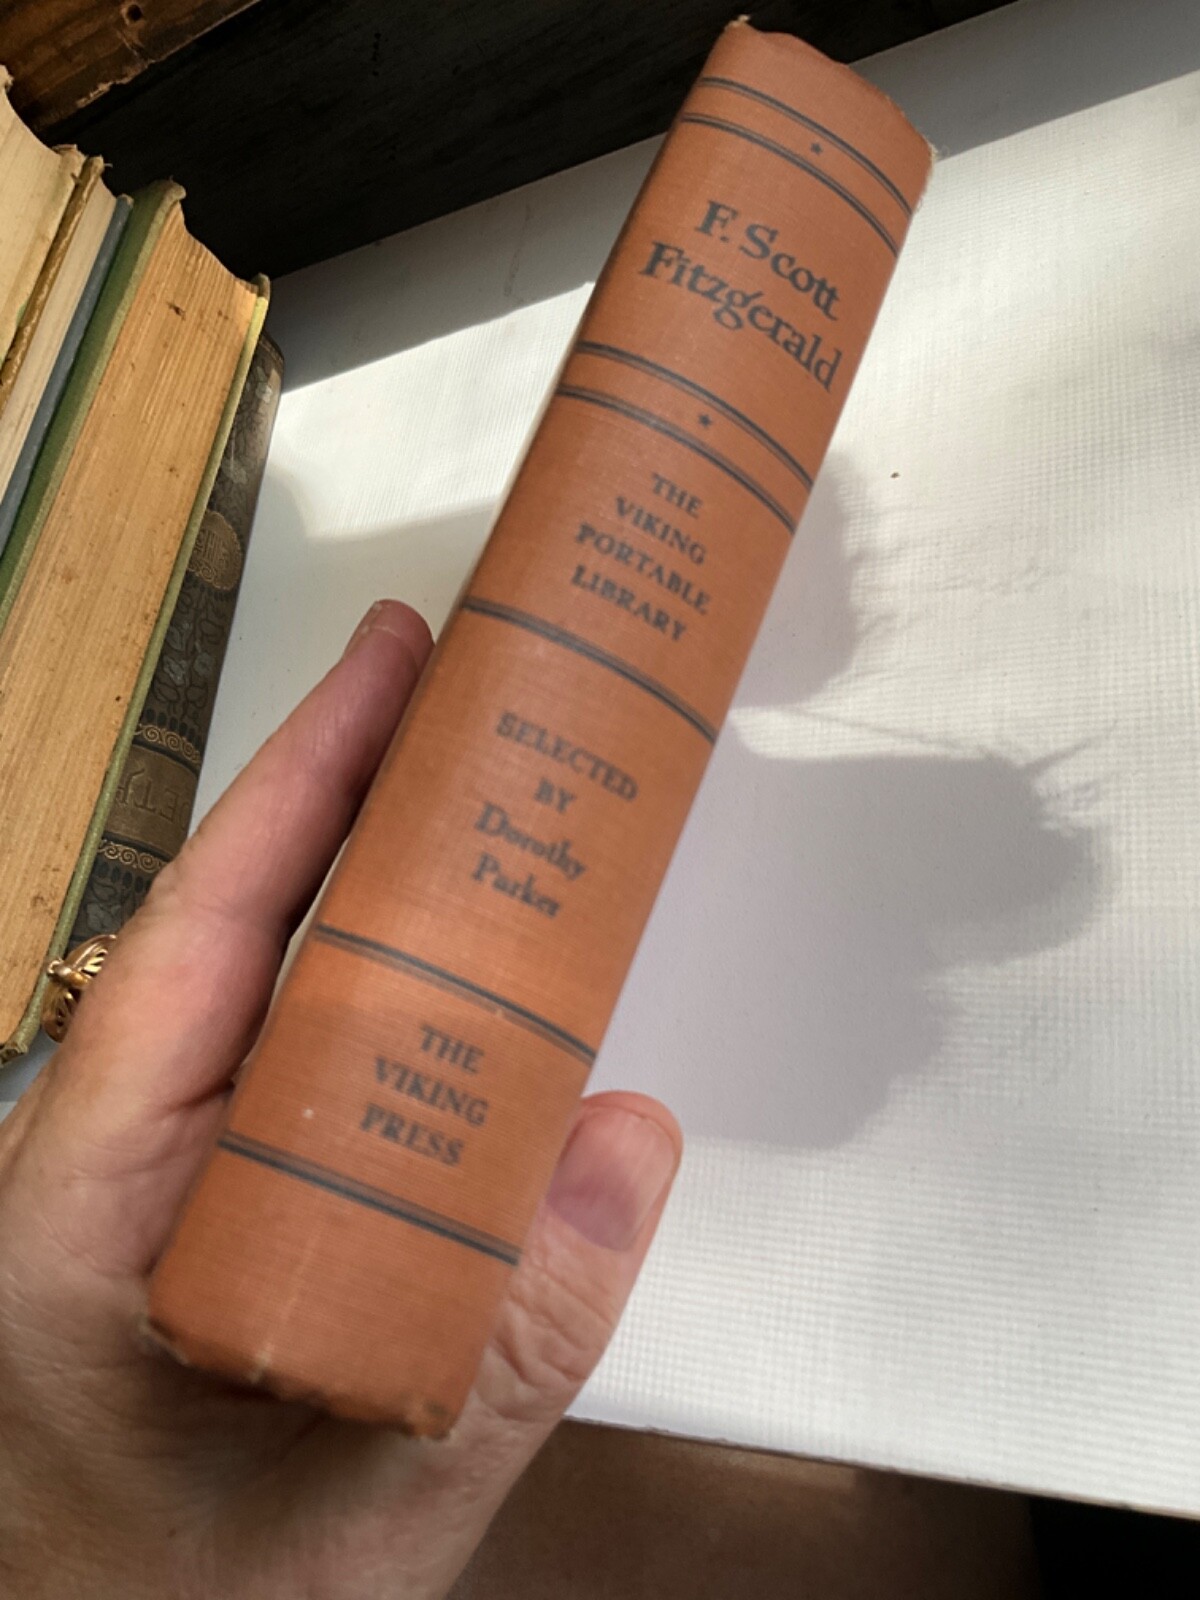 F. Scott
Fitzgerald
THE
VIKING
PORTABLE
LIBRARY
SELECTED
BY
Dorothy
Parker
THE
VIKING
PRESS